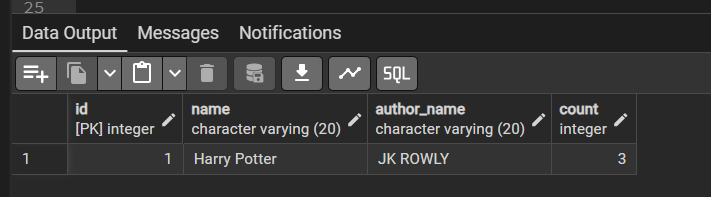 25
Data Output Messages Notifications
SQL
id name author_name count
[PK] integer character varying (20) character varying (20) integer
1 1 Harry Potter JK ROWLY 3